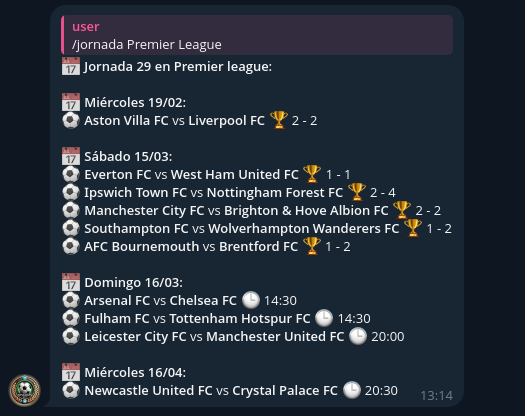 user
/jornada Premier League
📅 Jornada 29 en Premier league:
📅 Miércoles 19/02:
⚽ Aston Villa FC vs Liverpool FC 🏆 2 - 2
📅 Sábado 15/03:
⚽ Everton FC vs West Ham United FC 🏆 1 - 1
⚽ Ipswich Town FC vs Nottingham Forest FC 🏆 2 - 4
⚽ Manchester City FC vs Brighton & Hove Albion FC 🏆 2 - 2
⚽ Southampton FC vs Wolverhampton Wanderers FC 🏆 1 - 2
⚽ AFC Bournemouth vs Brentford FC 🏆 1 - 2
📅 Domingo 16/03:
⚽ Arsenal FC vs Chelsea FC 🕒 14:30
⚽ Fulham FC vs Tottenham Hotspur FC 🕒 14:30
⚽ Leicester City FC vs Manchester United FC 🕒 20:00
📅 Miércoles 16/04:
⚽ Newcastle United FC vs Crystal Palace FC 🕒 20:30
13:14